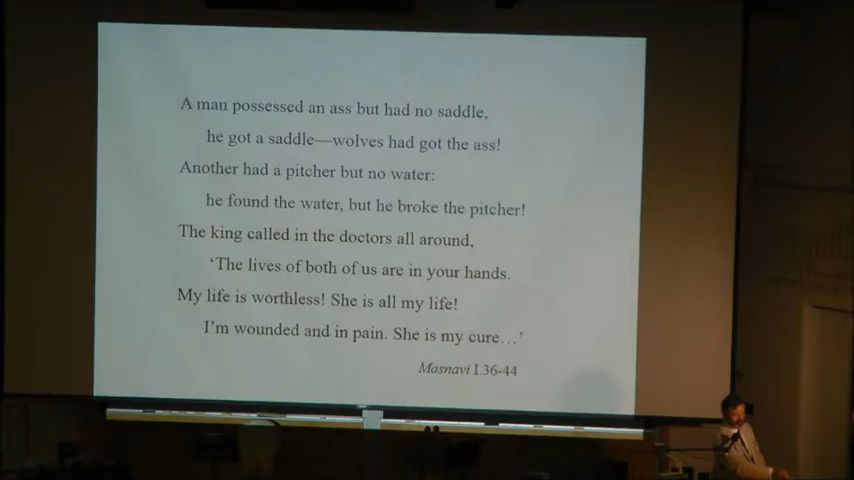 A man possessed an ass but had no saddle,
he got a saddle—wolves had got the ass!
Another had a pitcher but no water:
he found the water, but he broke the pitcher!
The king called in the doctors all around,
‘The lives of both of us are in your hands.
My life is worthless! She is all my life!
I’m wounded and in pain. She is my cure…’
Masnavi I.36-44